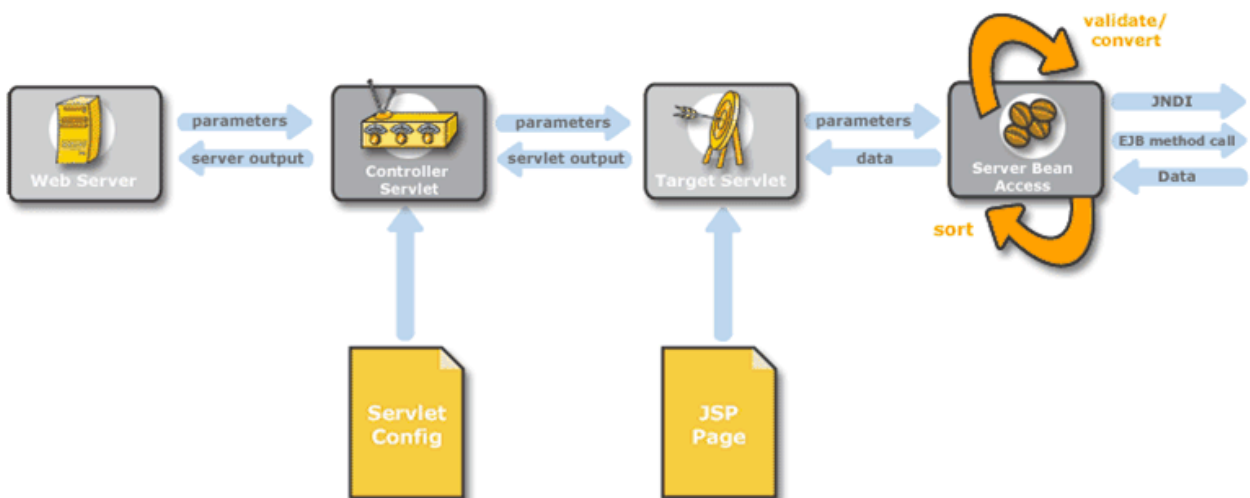 validate/
convert
parameters
server output
Web Server
Controller
Servlet
parameters
servlet output
Target Servlet
parameters
data
Server Bean
Access
JNDI
EJB method call
Data
sort
Servlet
Config
JSP
Page